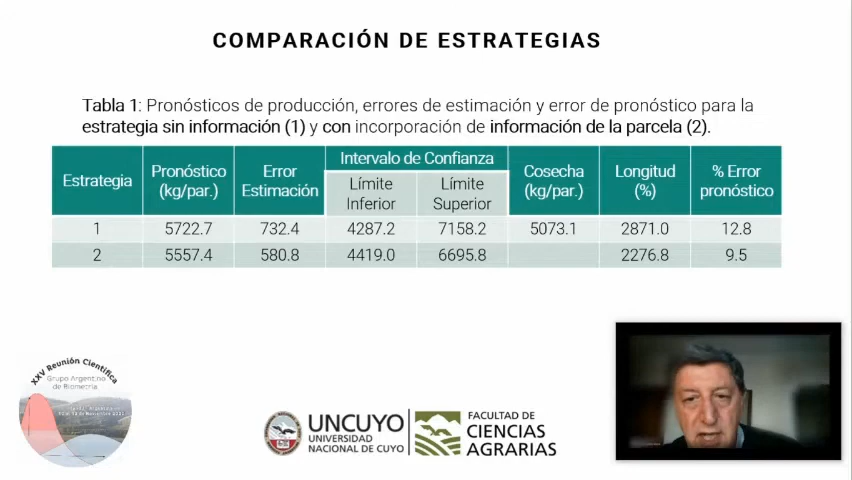 COMPARACIÓN DE ESTRATEGIAS
Tabla 1: Pronósticos de producción, errores de estimación y error de pronóstico para la
estrategia sin información (1) y con incorporación de información de la parcela (2).
Estrategia Pronóstico (kg/par.) Error Estimación Intervalo de Confianza Límite Inferior Límite Superior Cosecha (kg/par.) Longitud (%) % Error pronóstico
1 5722.7 732.4 4287.2 7158.2 5073.1 2871.0 12.8
2 5557.4 580.8 4419.0 6695.8 2276.8 9.5
XXV Reunión Científica
Grupo Argentino
de Biometría
UNCUYO
UNIVERSIDAD
NACIONAL DE CUYO
FACULTAD DE
CIENCIAS
AGRARIAS